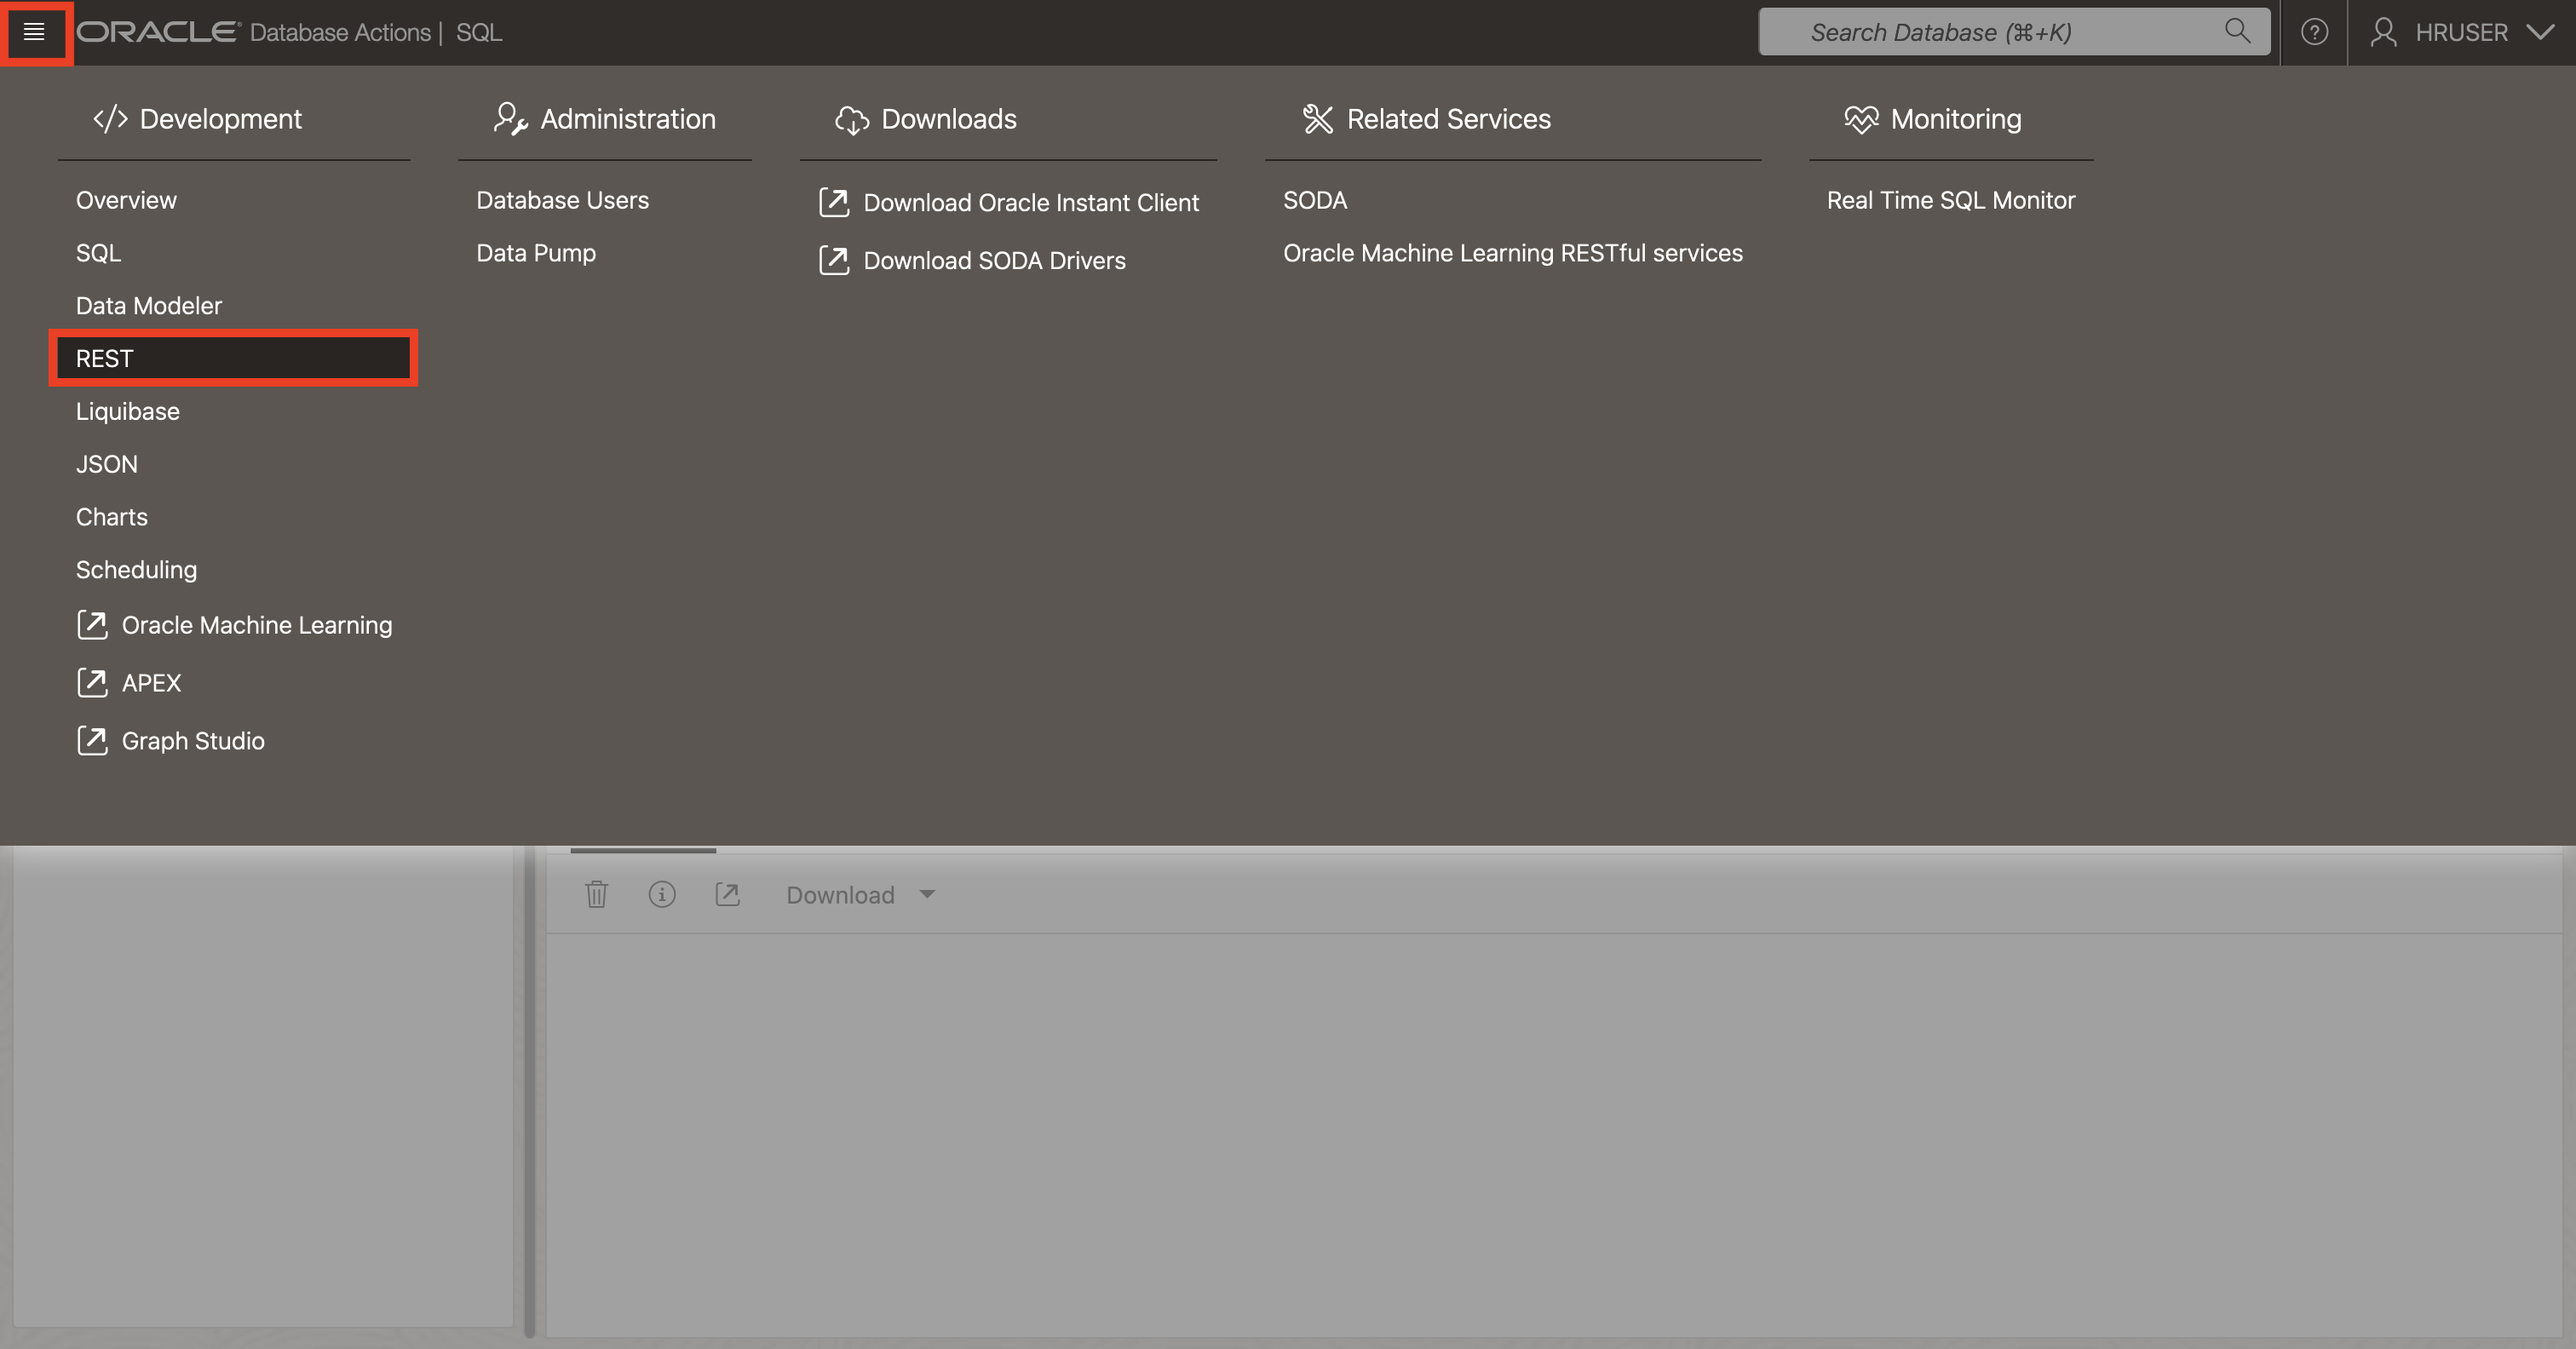 ORACLE Database Actions | SQL
Search Database (⌘+K)
HRUSER
Development
Overview
SQL
Data Modeler
REST
Liquibase
JSON
Charts
Scheduling
Oracle Machine Learning
APEX
Graph Studio
Administration
Database Users
Data Pump
Downloads
Download Oracle Instant Client
Download SODA Drivers
Related Services
SODA
Oracle Machine Learning RESTful services
Monitoring
Real Time SQL Monitor
Download